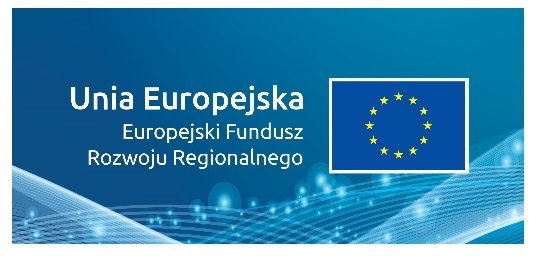 Unia Europejska
Europejski Fundusz
Rozwoju Regionalnego